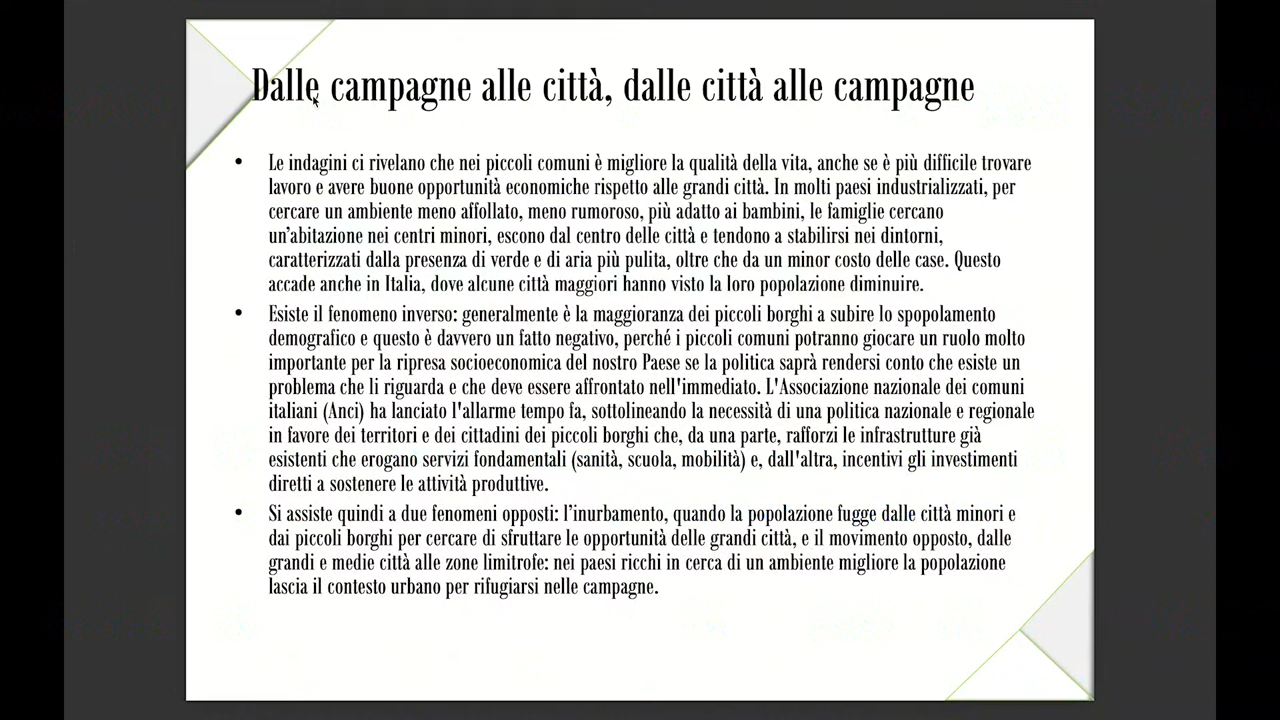 Dalle campagne alle città, dalle città alle campagne
• Le indagini ci rivelano che nei piccoli comuni è migliore la qualità della vita, anche se è più difficile trovare
lavoro e avere buone opportunità economiche rispetto alle grandi città. In molti paesi industrializzati, per
cercare un ambiente meno affollato, meno rumoroso, più adatto ai bambini, le famiglie cercano
un’abitazione nei centri minori, escono dal centro delle città e tendono a stabilirsi nei dintorni,
caratterizzati dalla presenza di verde e di aria più pulita, oltre che da un minor costo delle case. Questo
accade anche in Italia, dove alcune città maggiori hanno visto la loro popolazione diminuire.
• Esiste il fenomeno inverso: generalmente è la maggioranza dei piccoli borghi a subire lo spopolamento
demografico e questo è davvero un fatto negativo, perché i piccoli comuni potranno giocare un ruolo molto
importante per la ripresa socioeconomica del nostro Paese se la politica saprà rendersi conto che esiste un
problema che li riguarda e che deve essere affrontato nell'immediato. L'Associazione nazionale dei comuni
italiani (Anci) ha lanciato l'allarme tempo fa, sottolineando la necessità di una politica nazionale e regionale
in favore dei territori e dei cittadini dei piccoli borghi che, da una parte, rafforzi le infrastrutture già
esistenti che erogano servizi fondamentali (sanità, scuola, mobilità) e, dall'altra, incentivi gli investimenti
diretti a sostenere le attività produttive.
• Si assiste quindi a due fenomeni opposti: l’inurbamento, quando la popolazione fugge dalle città minori e
dai piccoli borghi per cercare di sfruttare le opportunità delle grandi città, e il movimento opposto, dalle
grandi e medie città alle zone limitrofe: nei paesi ricchi in cerca di un ambiente migliore la popolazione
lascia il contesto urbano per rifugiarsi nelle campagne.